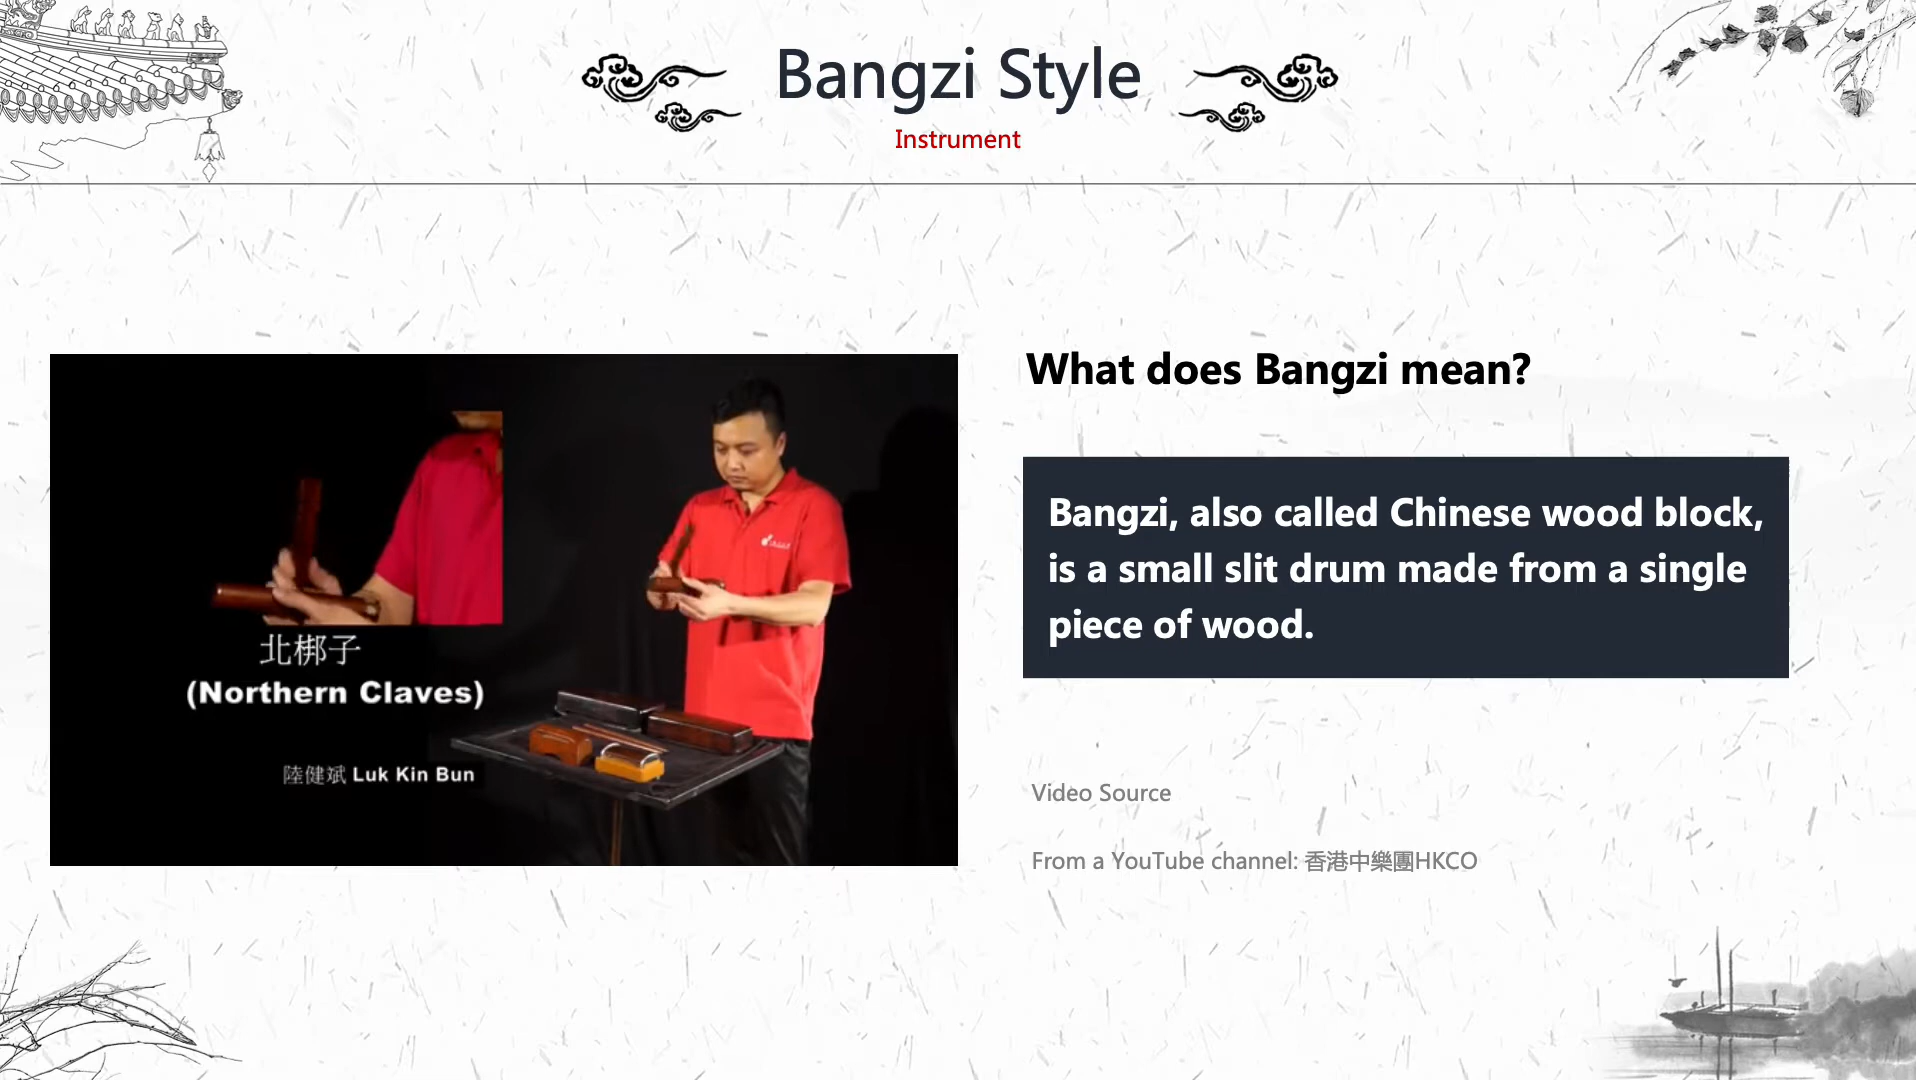 Bangzi Style
Instrument
北梆子
(Northern Claves)
陸健斌 Luk Kin Bun
What does Bangzi mean?
Bangzi, also called Chinese wood block,
is a small slit drum made from a single
piece of wood.
Video Source
From a YouTube channel: 香港中樂團HKCO